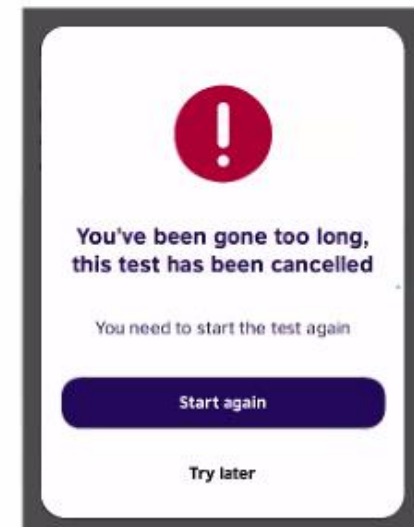 You've been gone too long,
this test has been cancelled
You need to start the test again
Start again
Try later